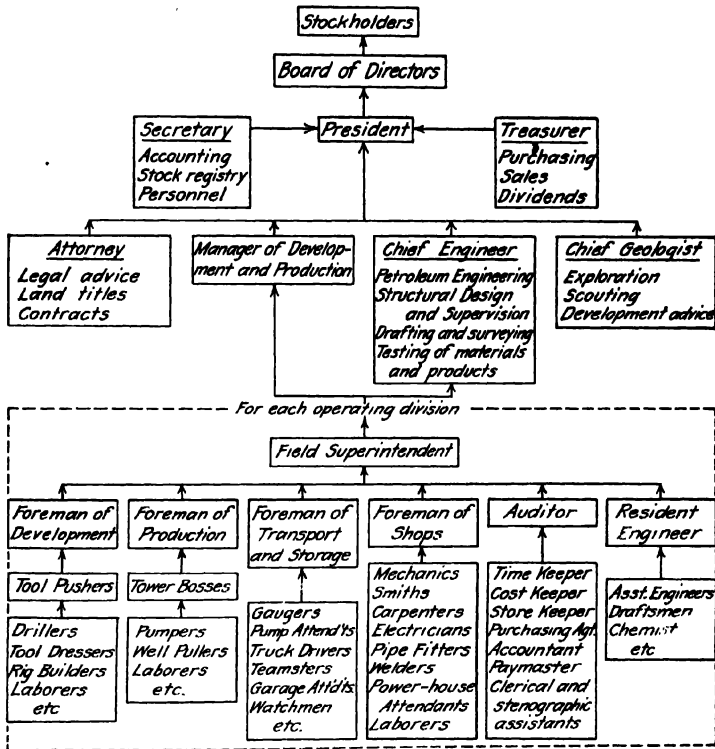 Stockholders
Board of Directors
Secretary
Accounting
Stock registry
Personnel
President
Treasurer
Purchasing
Sales
Dividends
Attorney
Legal advice
Land titles
Contracts
Manager of Develop-
ment and Production
Chief Engineer
Petroleum Engineering
Structural Design
and Supervision
Drafting and surveying
Testing of materials
and products
Chief Geologist
Exploration
Scouting
Development advice
For each operating division
Field Superintendent
Foreman of
Development
Tool Pushers
Drillers
Tool Dressers
Rig Builders
Laborers
etc
Foreman of
Production
Tower Bosses
Pumpers
Well Pullers
Laborers
etc.
Foreman of
Transport
and Storage
Gaugers
Pump Attend'ts
Truck Drivers
Teamsters
Garage Att'd'ts.
Watchmen
etc.
Foreman of
Shops
Mechanics
Smiths
Carpenters
Electricians
Pipe Fitters
Welders
Power-house
Attendants
Laborers
Auditor
Time Keeper
Cost Keeper
Store Keeper
Purchasing Agt.
Accountant
Paymaster
Clerical and
stenographic
assistants
Resident
Engineer
Asst. Engineers
Draftsmen
Chemist
etc